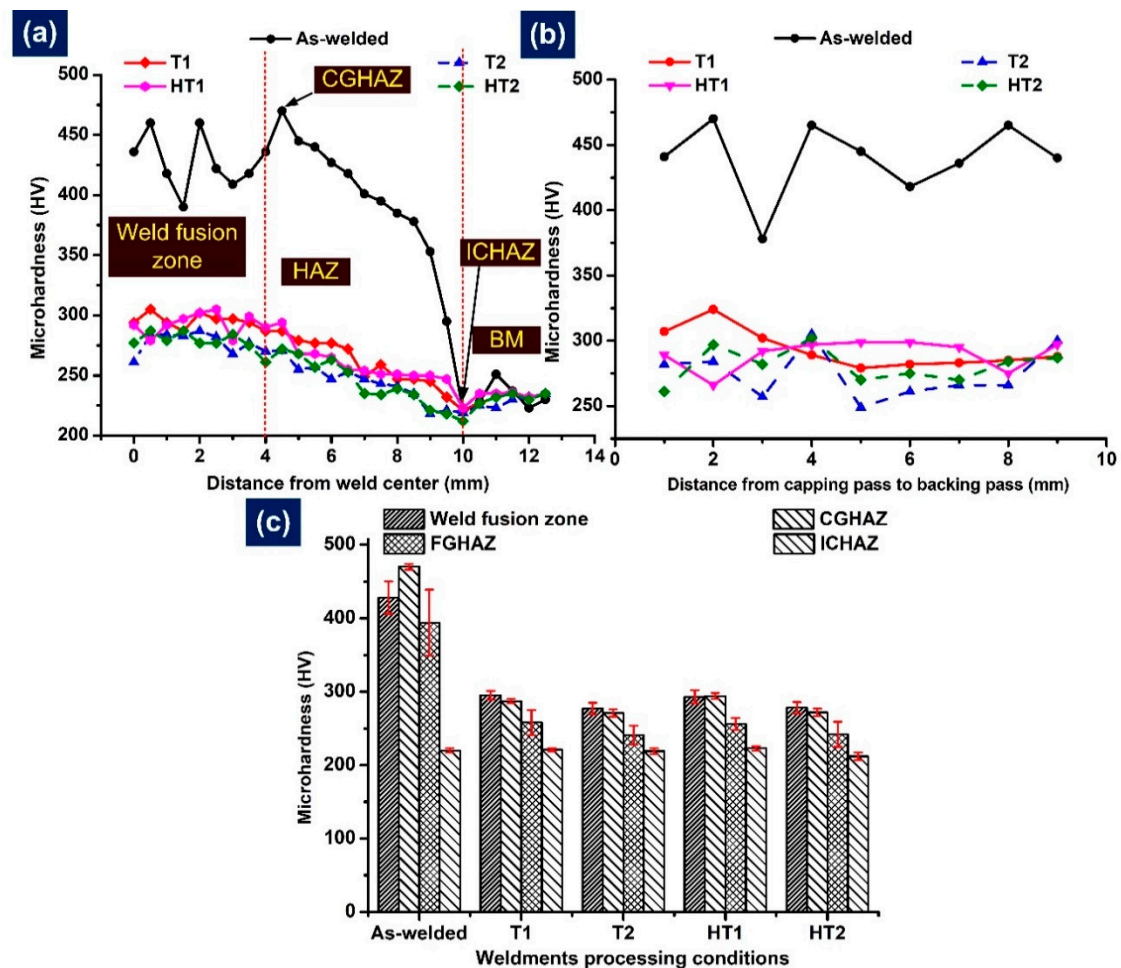 (a)
As-welded
T1
T2
HT1
HT2
CGHAZ
Weld fusion
zone
HAZ
ICHAZ
BM
500
450
400
350
300
250
200
Microhardness (HV)
0 2 4 6 8 10 12 14
Distance from weld center (mm)
(b)
As-welded
T1
T2
HT1
HT2
500
450
400
350
300
250
Microhardness (HV)
0 2 4 6 8 10
Distance from capping pass to backing pass (mm)
(c)
Weld fusion zone
CGHAZ
FGHAZ
ICHAZ
500
400
300
200
100
0
Microhardness (HV)
As-welded T1 T2 HT1 HT2
Weldments processing conditions